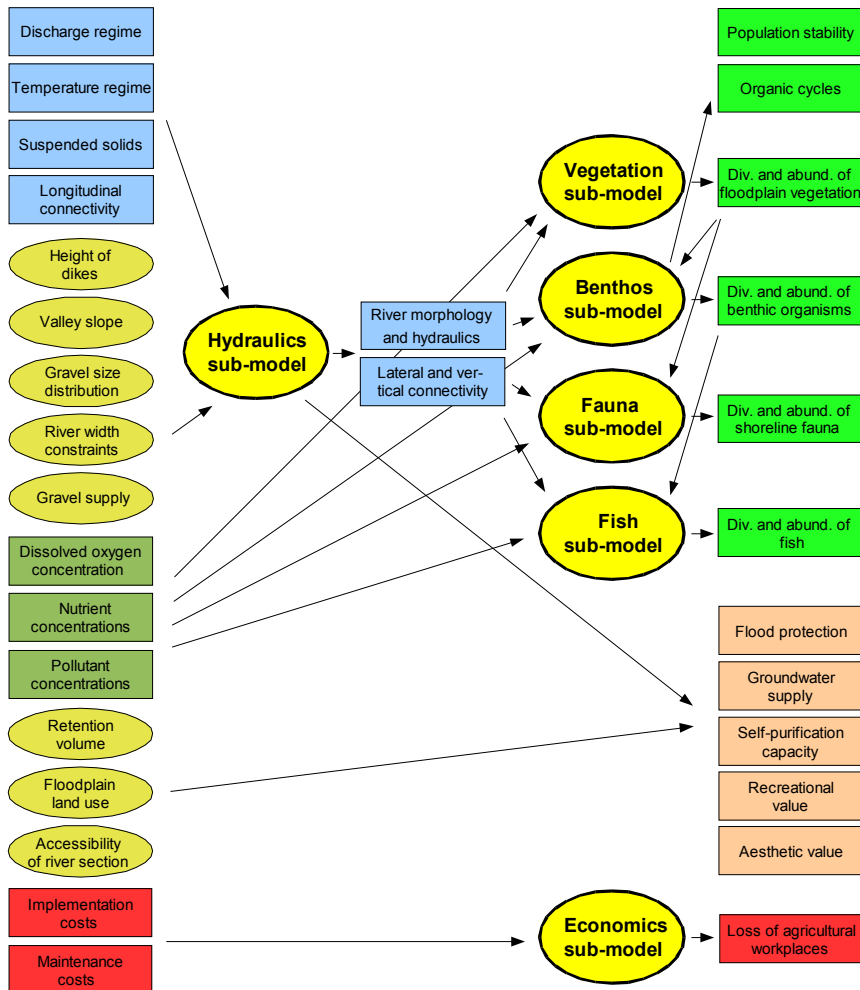 Discharge regime
Temperature regime
Suspended solids
Longitudinal
connectivity
Height of
dikes
Valley slope
Gravel size
distribution
River width
constraints
Gravel supply
Dissolved oxygen
concentration
Nutrient
concentrations
Pollutant
concentrations
Retention
volume
Floodplain
land use
Accessibility
of river section
Implementation
costs
Maintenance
costs
Hydraulics
sub-model
River morphology
and hydraulics
Lateral and ver-
tical connectivity
Vegetation
sub-model
Benthos
sub-model
Fauna
sub-model
Fish
sub-model
Economics
sub-model
Population stability
Organic cycles
Div. and abund. of
floodplain vegetation
Div. and abund. of
benthic organisms
Div. and abund. of
shoreline fauna
Div. and abund. of
fish
Flood protection
Groundwater
supply
Self-purification
capacity
Recreational
value
Aesthetic value
Loss of agricultural
workplaces